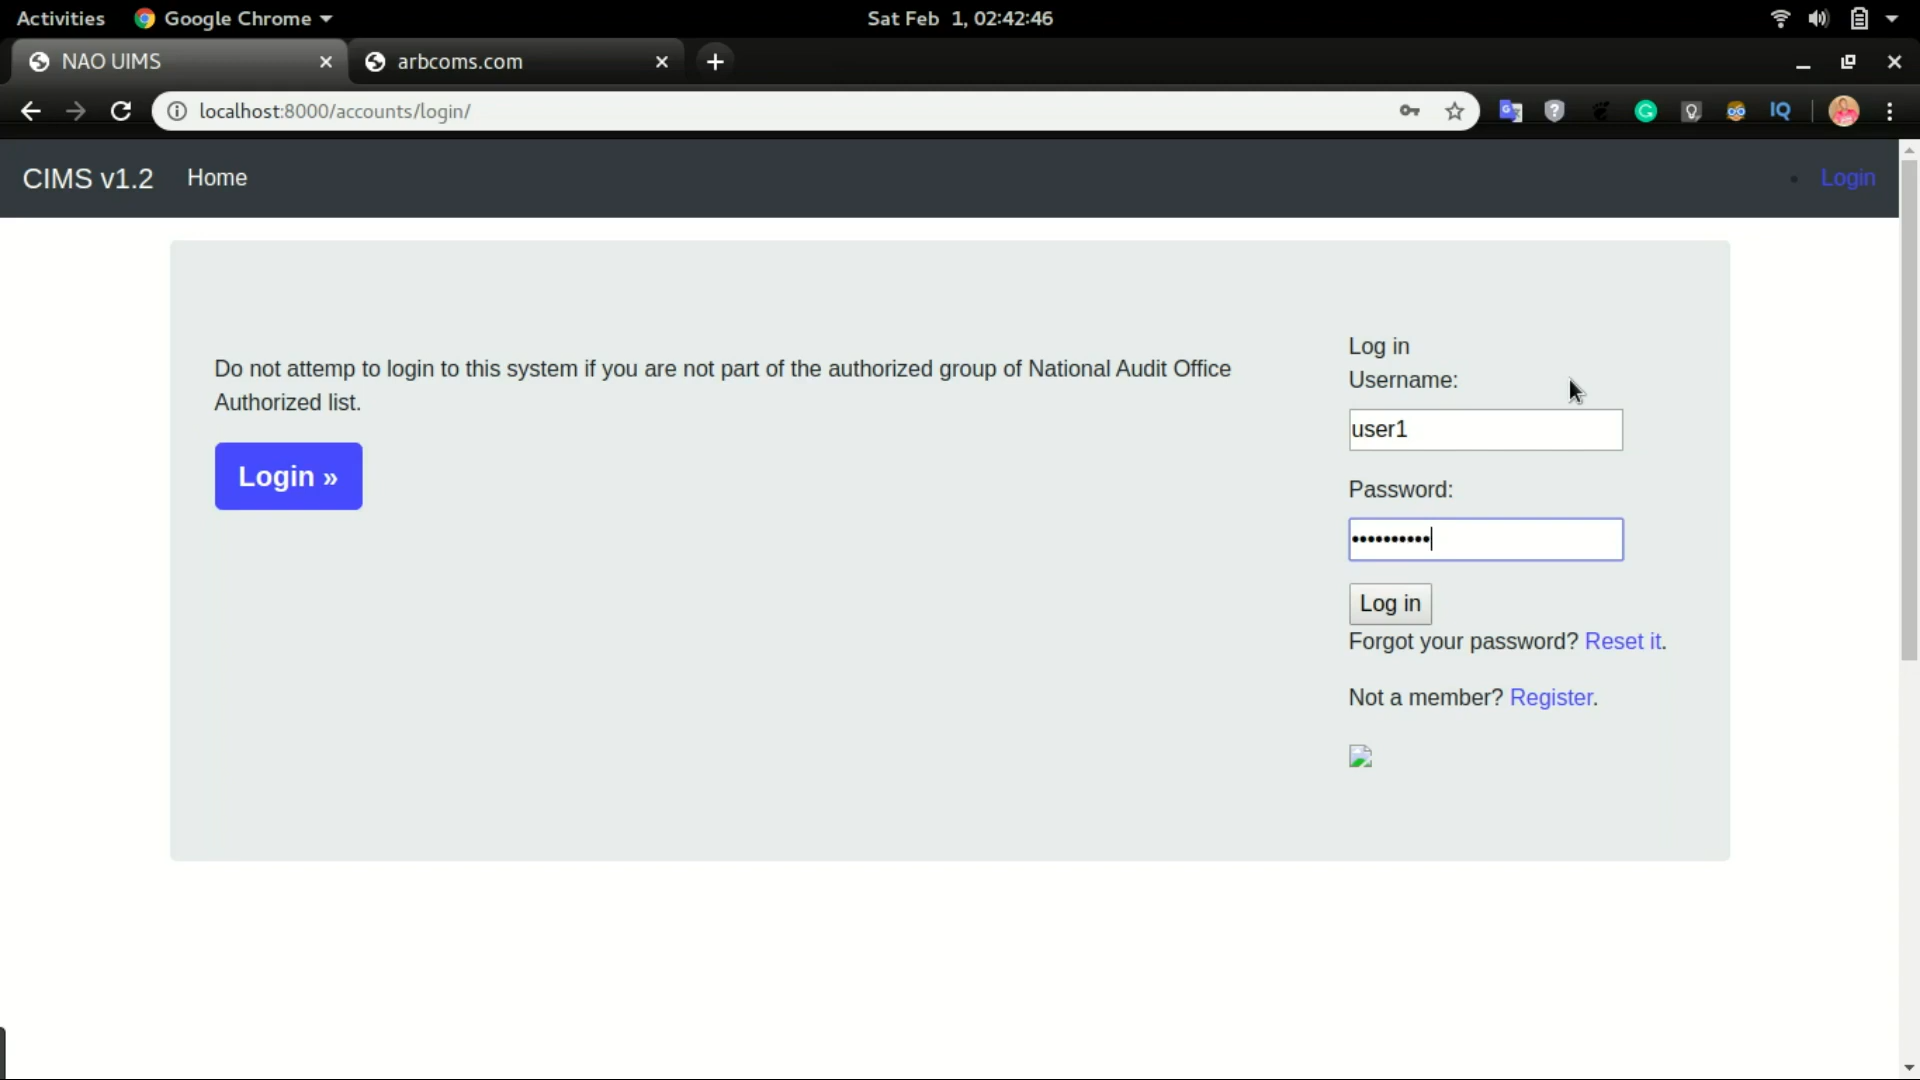 Activities Google Chrome Sat Feb 1, 02:42:46
NAO UIMS arbcoms.com
localhost:8000/accounts/login/ IQ
CIMS v1.2 Home Login
Do not attemp to login to this system if you are not part of the authorized group of National Audit Office
Authorized list.
Login »
Log in
Username:
user1
Password:
••••••••••
Log in
Forgot your password? Reset it.
Not a member? Register.